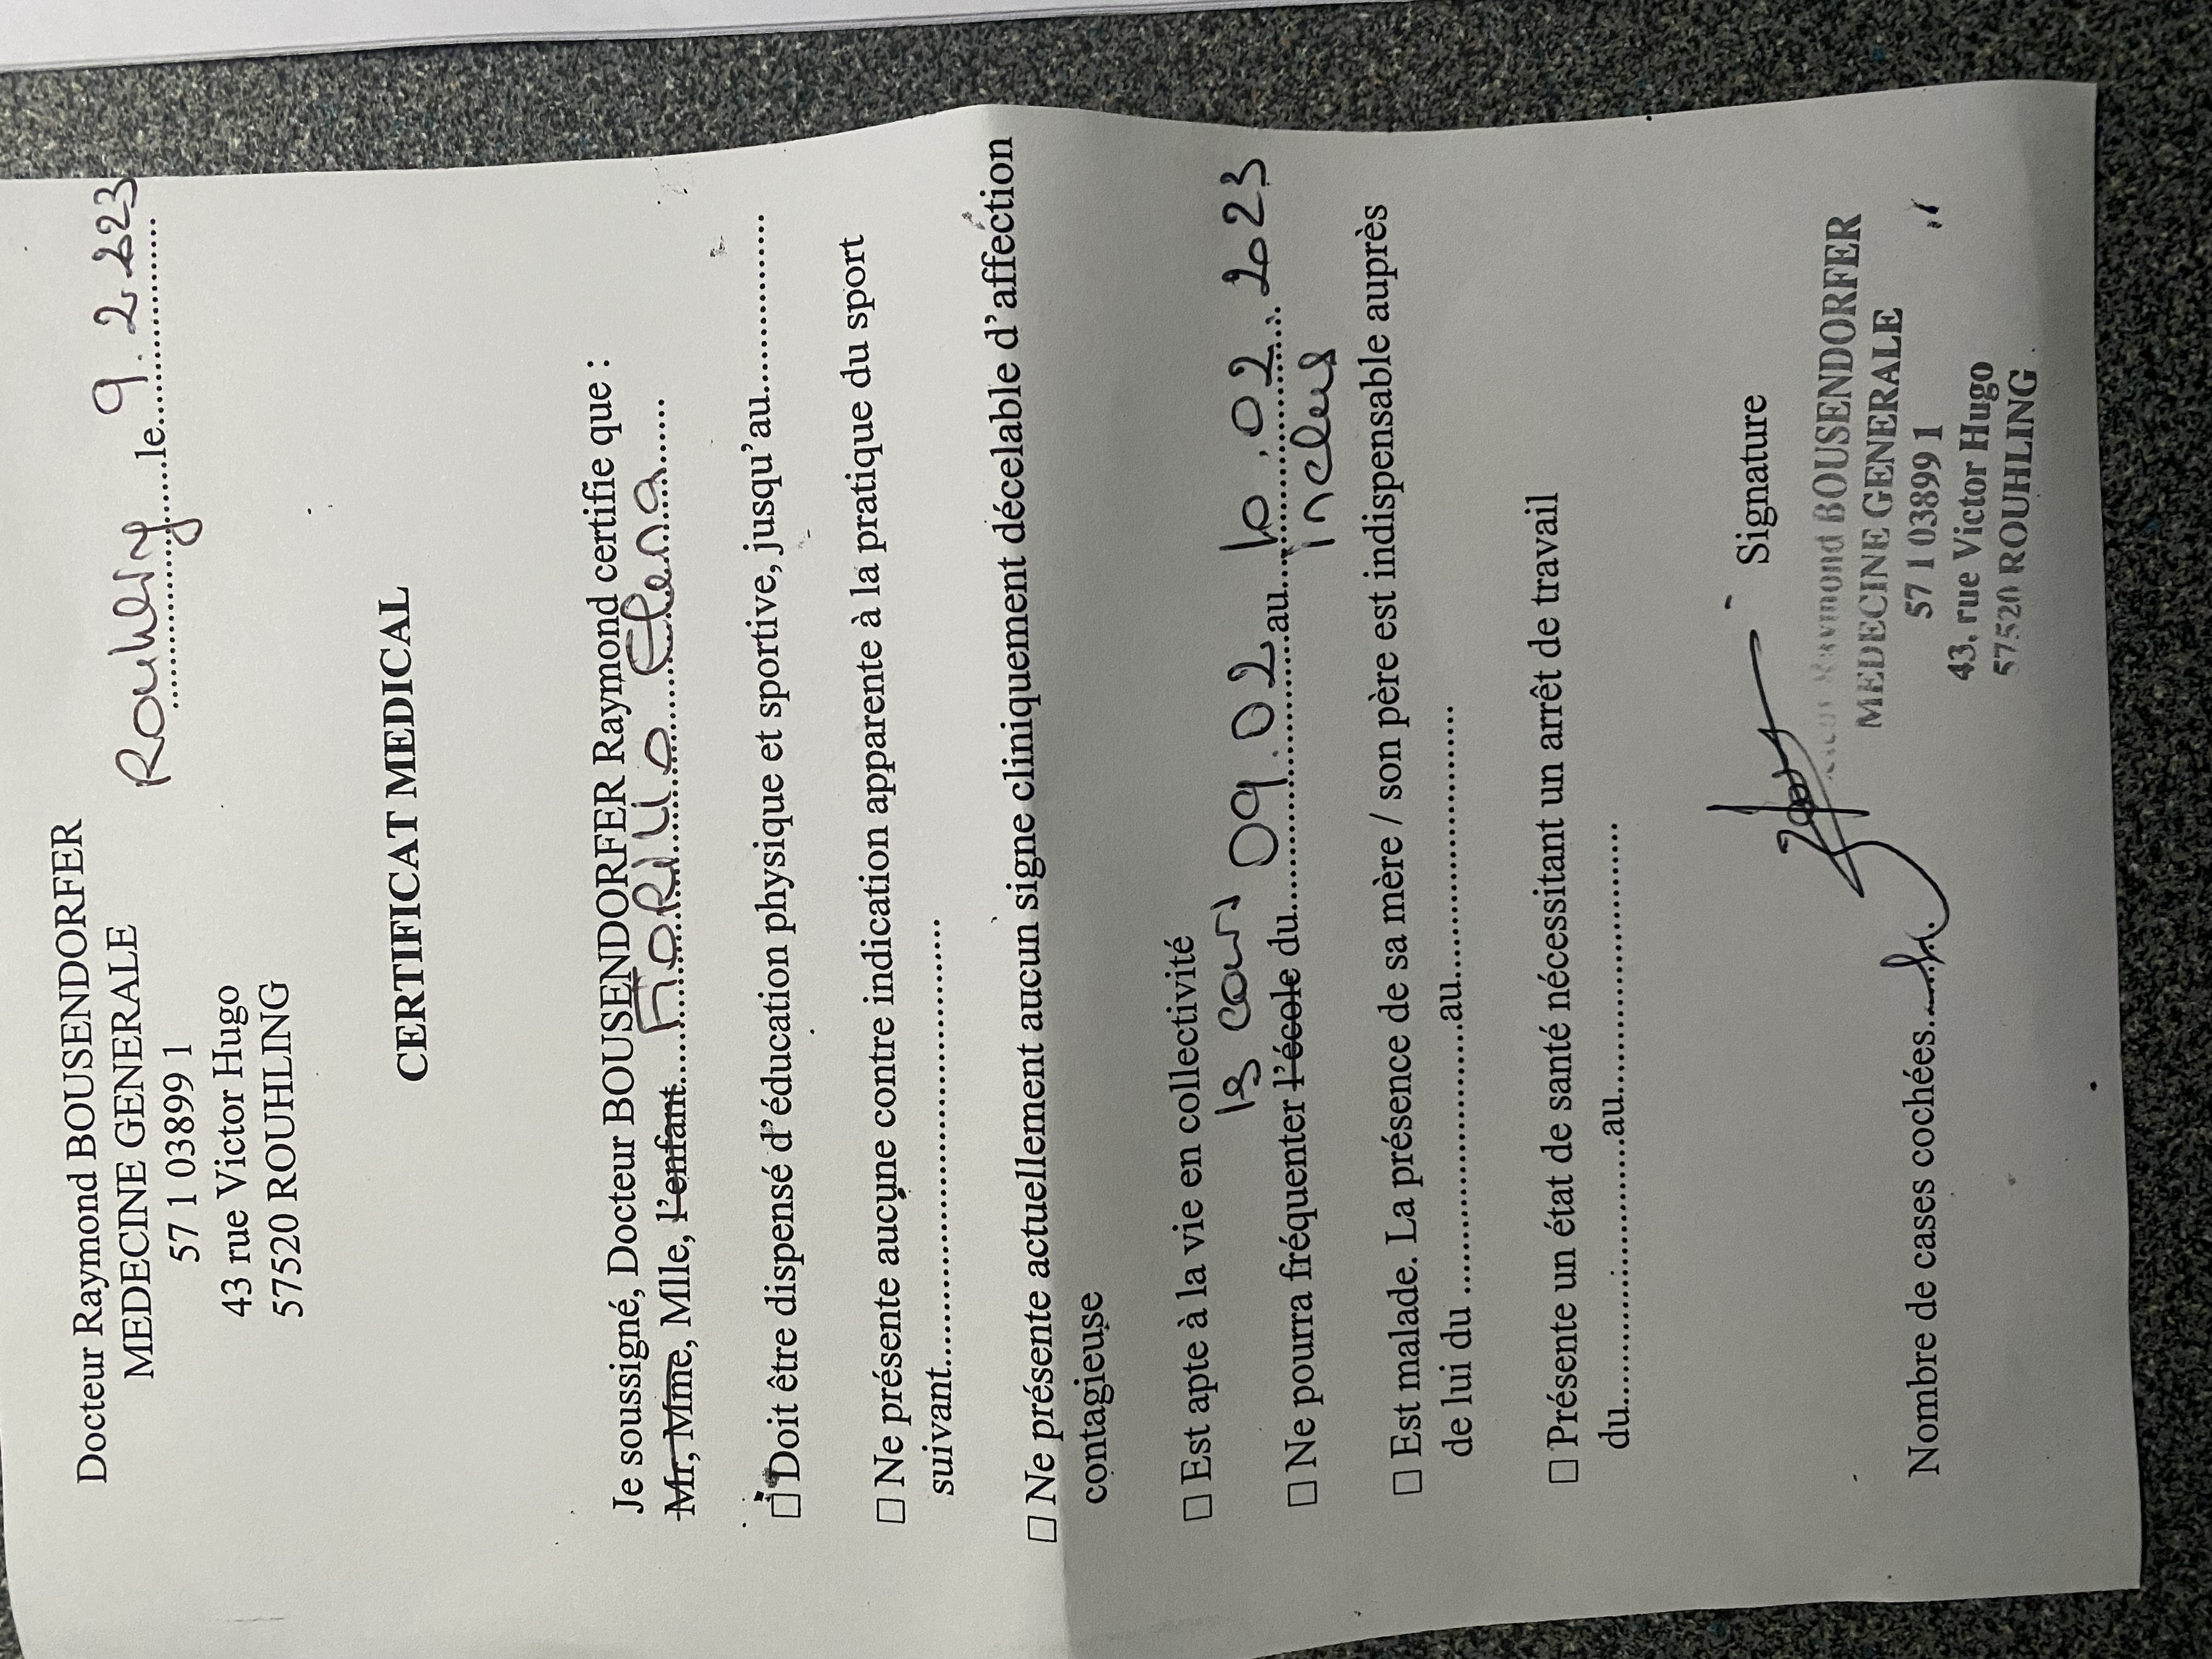 Docteur Raymond BOUSENDORFER
MEDECINE GENERALE
57 1 03899 1
43 rue Victor Hugo
57520 ROUHLING
Rouhling le 9.2.2023
CERTIFICAT MEDICAL
Je soussigné, Docteur BOUSENDORFER Raymond certifie que :
Mr, Mme, Mlle, l'enfant Fiorillo Elena
☐ Doit être dispensé d'éducation physique et sportive, jusqu'au................
☐ Ne présente aucune contre indication apparente à la pratique du sport
suivant........................................
☐ Ne présente actuellement aucun signe cliniquement décelable d'affection
contagieuse
☐ Est apte à la vie en collectivité
les cours
☐ Ne pourra fréquenter l'école du 09.02 au 10.02.2023
inclus
☐ Est malade. La présence de sa mère / son père est indispensable auprès
de lui du ........................au.........................
☐ Présente un état de santé nécessitant un arrêt de travail
du........................au........................
Signature
Raymond BOUSENDORFER
MEDECINE GENERALE
57 1 03899 1
43, rue Victor Hugo
57520 ROUHLING
Nombre de cases cochées